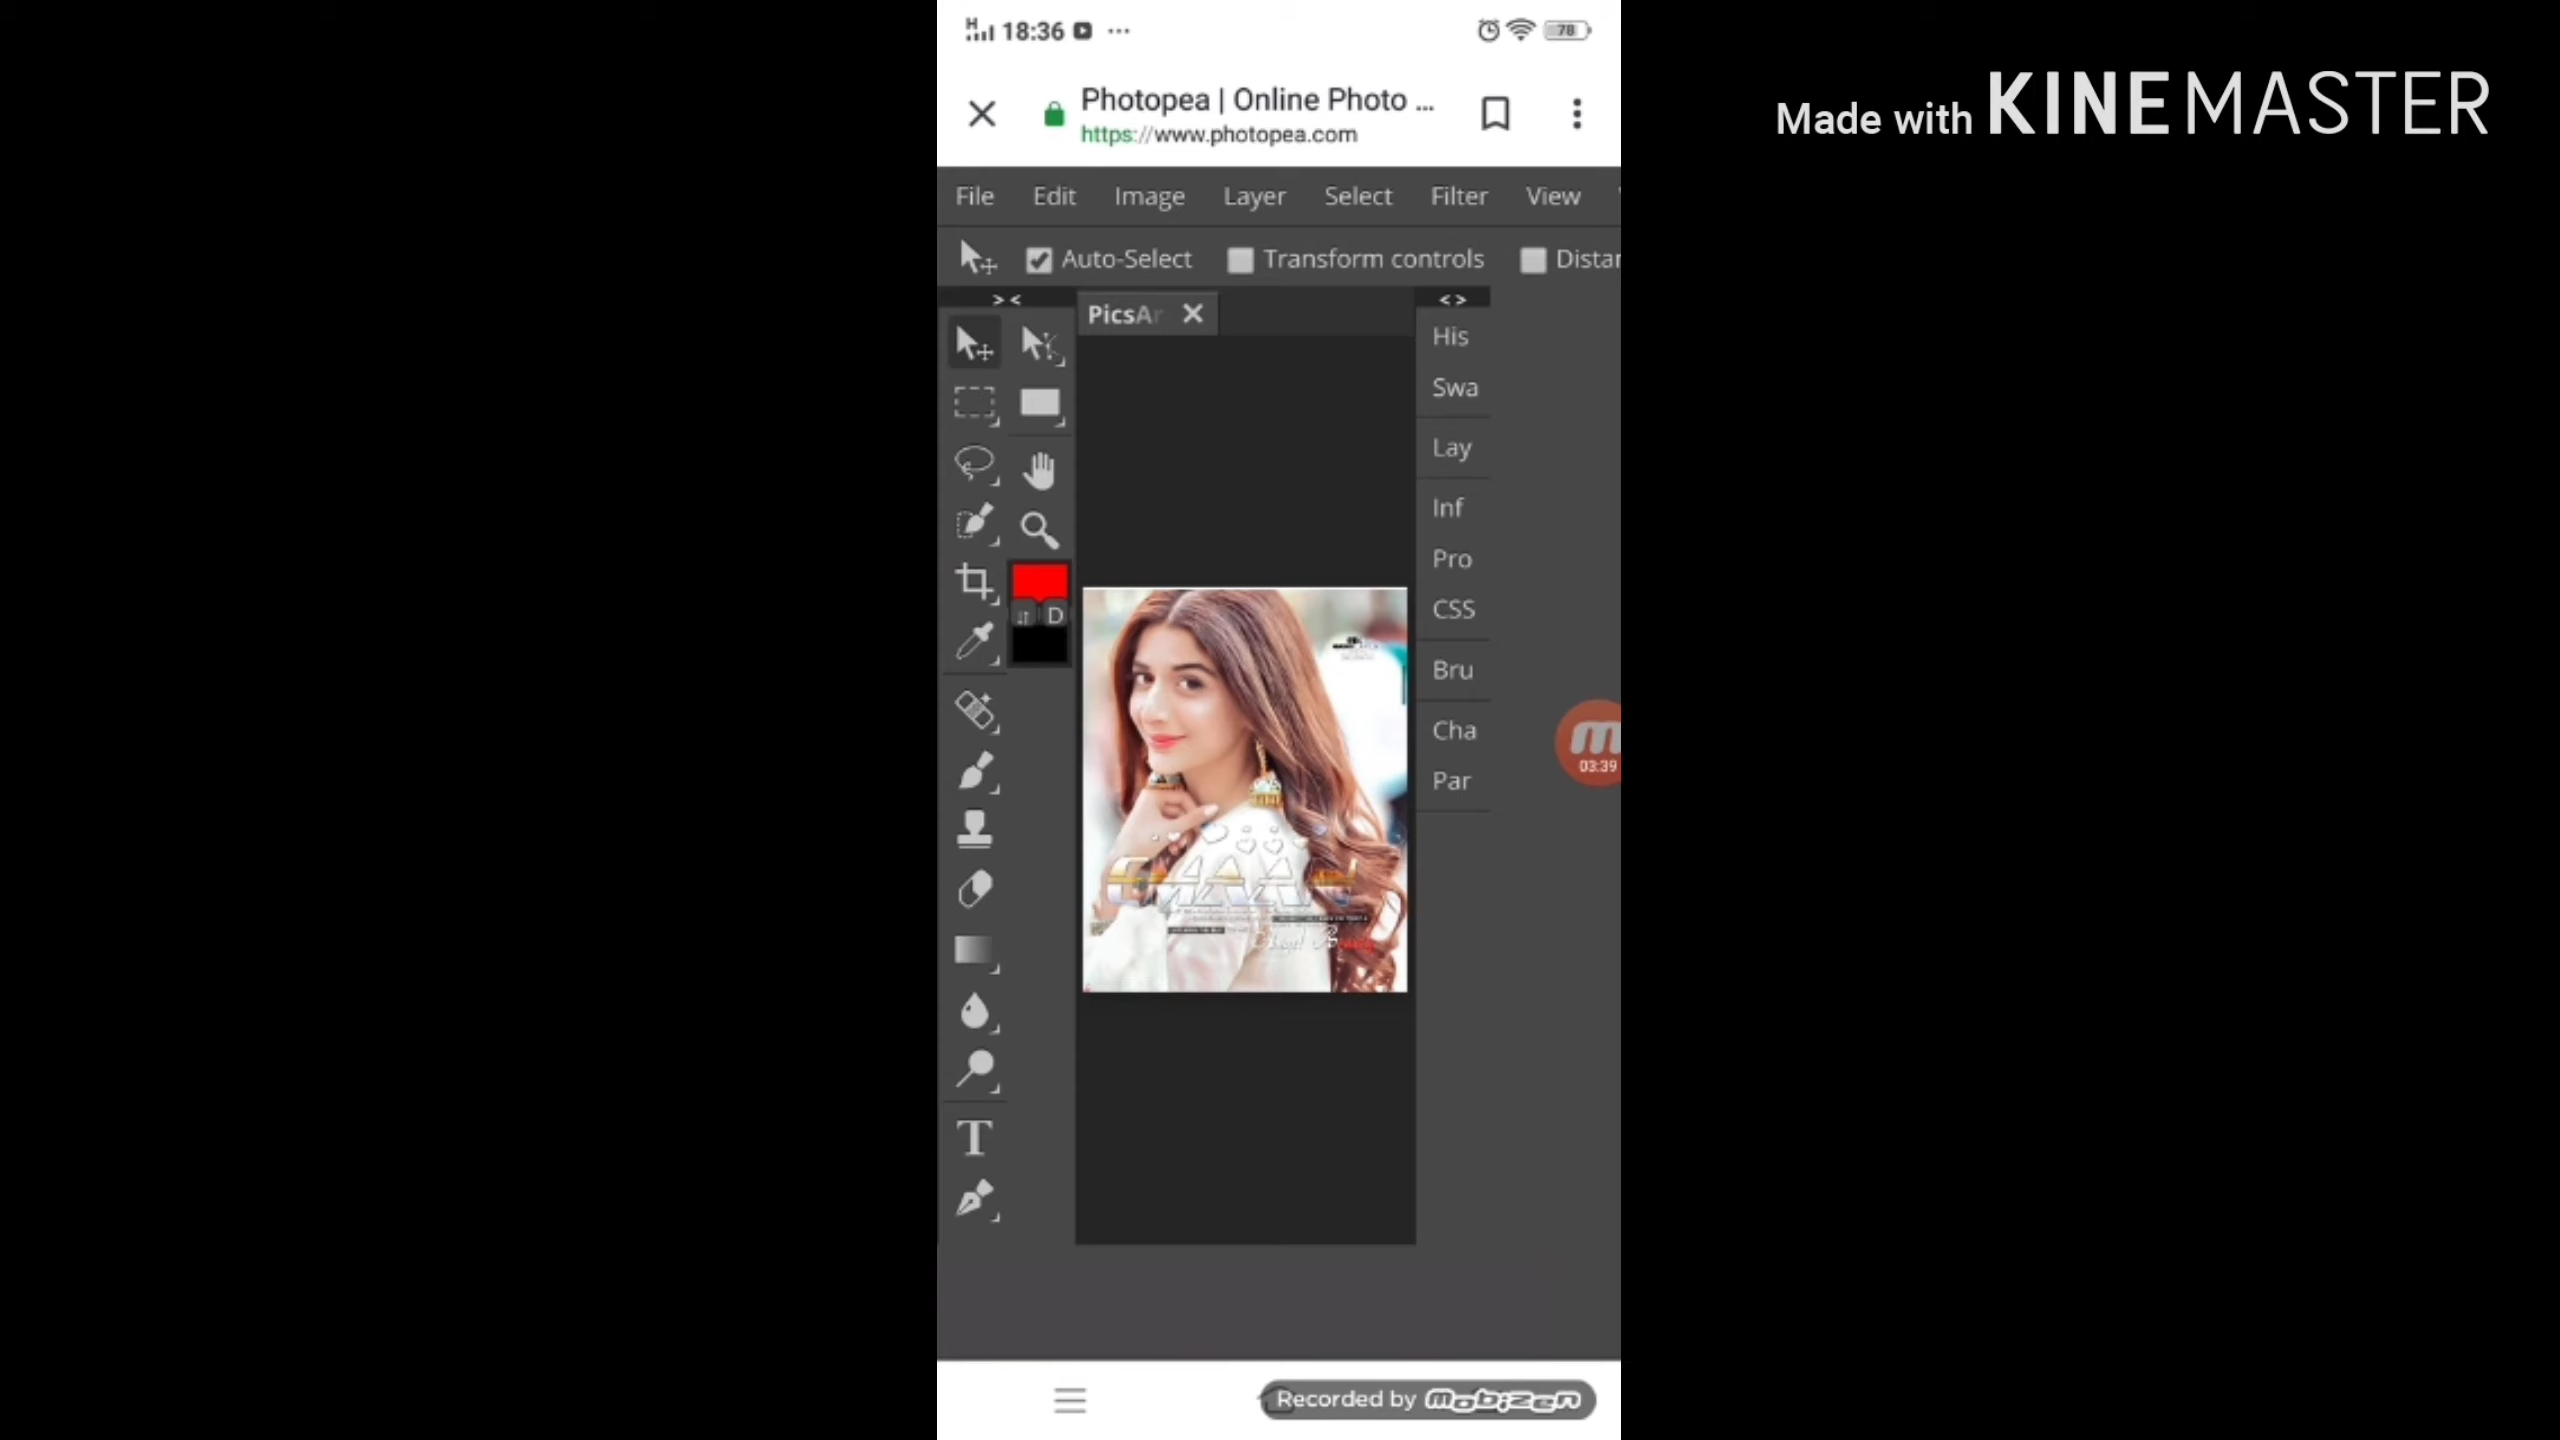 H 18:36 ... 78
Made with KINEMASTER
Photopea | Online Photo ...
https://www.photopea.com
File Edit Image Layer Select Filter View
Auto-Select Transform controls Distan
> < < >
PicsAr
His
Swa
Lay
Inf
D
Pro
CSS
Bru
Cha
03:39
Par
T
Recorded by mobizen